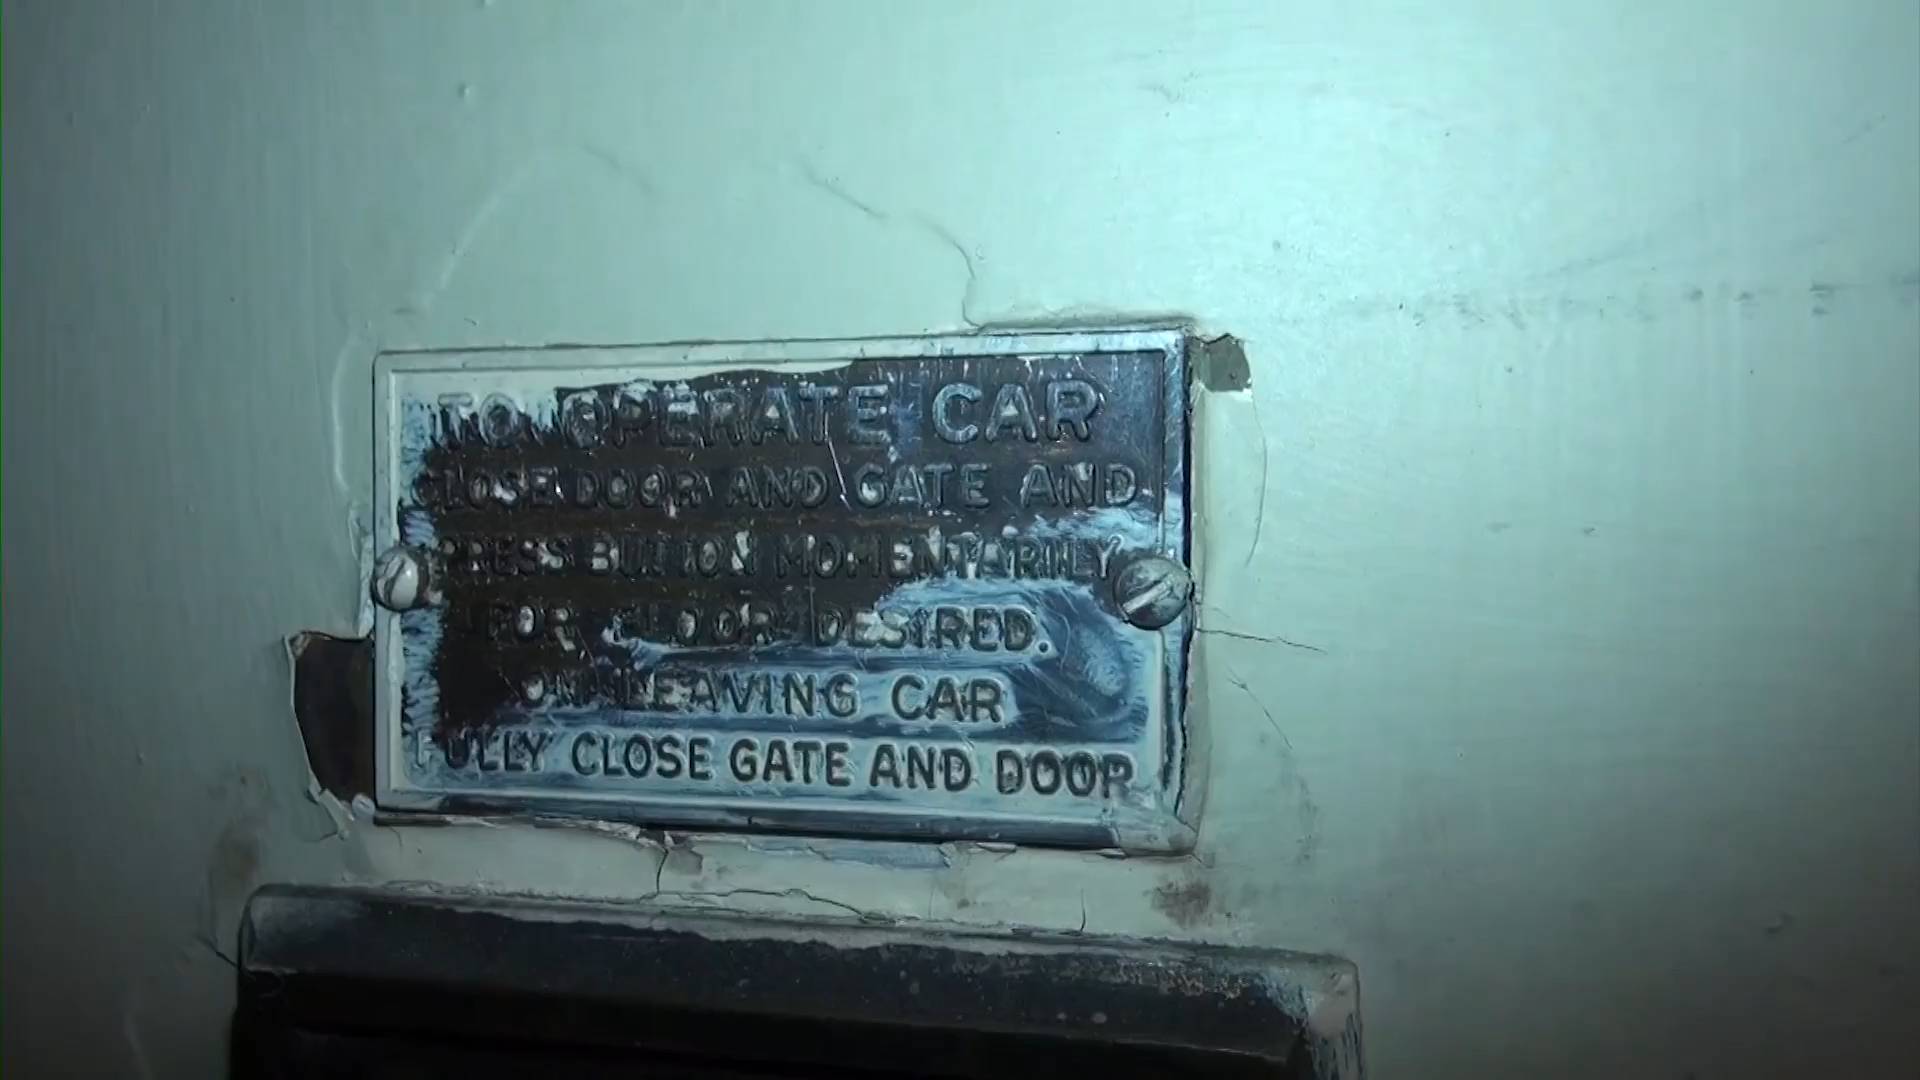 TO OPERATE CAR
CLOSE DOOR AND GATE AND
PRESS BUTTON MOMENTARILY
FOR FLOOR DESIRED.
ON LEAVING CAR
FULLY CLOSE GATE AND DOOR